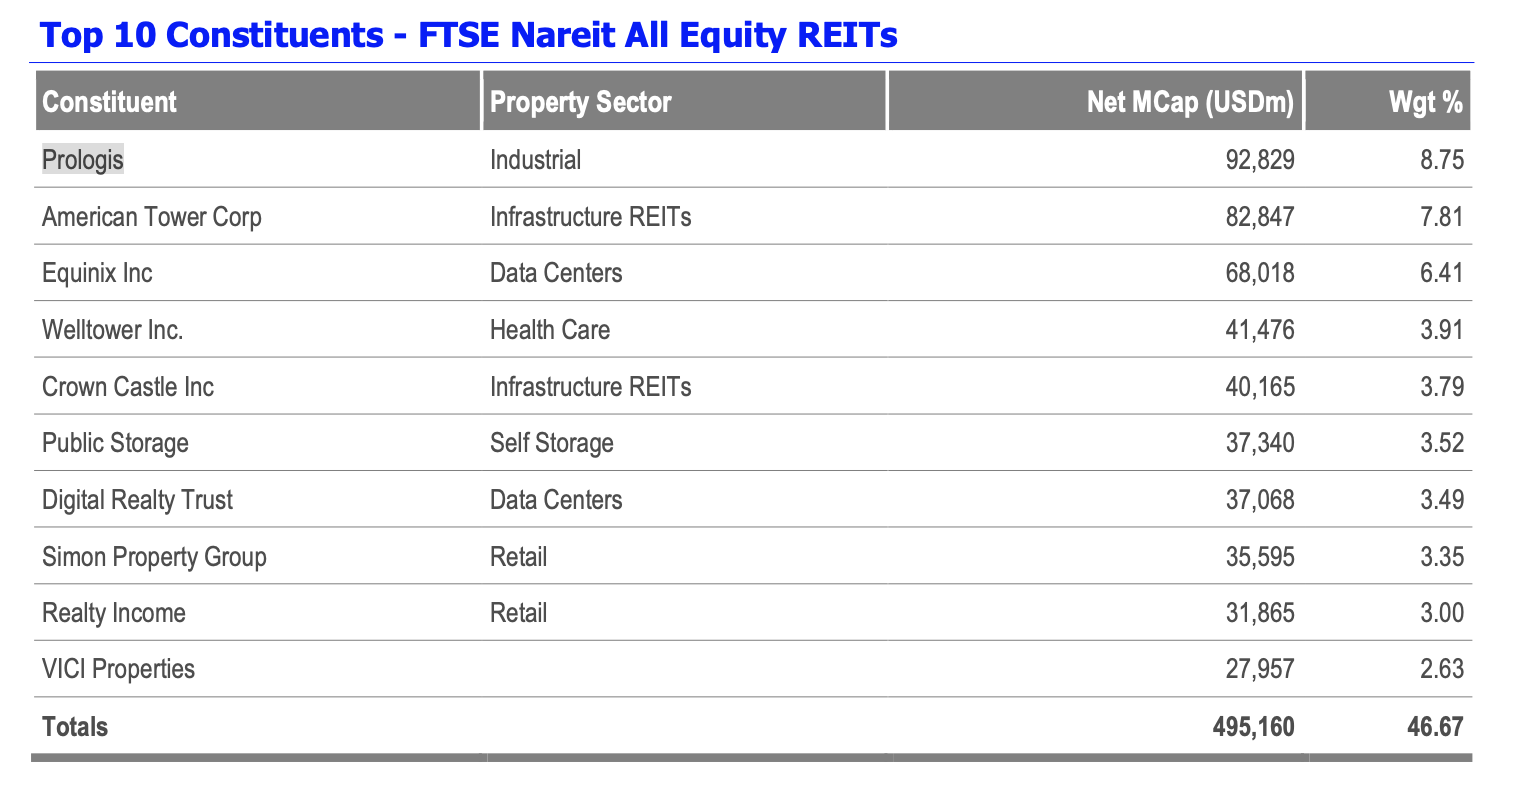 Top 10 Constituents - FTSE Nareit All Equity REITs
Constituent Property Sector Net MCap (USDm) Wgt %
Prologis Industrial 92,829 8.75
American Tower Corp Infrastructure REITs 82,847 7.81
Equinix Inc Data Centers 68,018 6.41
Welltower Inc. Health Care 41,476 3.91
Crown Castle Inc Infrastructure REITs 40,165 3.79
Public Storage Self Storage 37,340 3.52
Digital Realty Trust Data Centers 37,068 3.49
Simon Property Group Retail 35,595 3.35
Realty Income Retail 31,865 3.00
VICI Properties 27,957 2.63
Totals 495,160 46.67